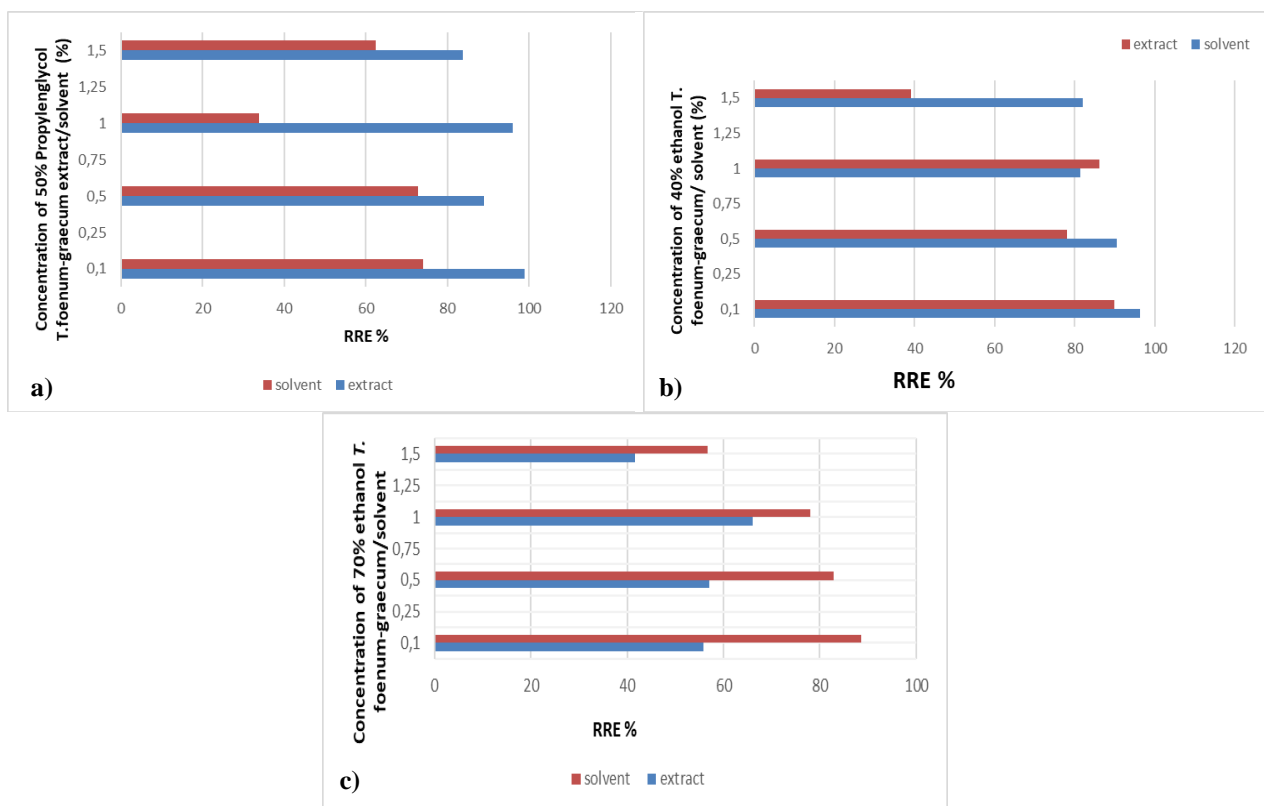 Concentration of 50% Propylenglycol
T.foenum-graecum extract/solvent (%)
1,5
1,25
1
0,75
0,5
0,25
0,1
0 20 40 60 80 100 120
RRE %
a)
solvent extract
extract solvent
Concentration of 40% ethanol T.
foenum-graecum/ solvent (%)
1,5
1,25
1
0,75
0,5
0,25
0,1
0 20 40 60 80 100 120
RRE %
b)
Concentration of 70% ethanol T.
foenum-graecum/solvent
1,5
1,25
1
0,75
0,5
0,25
0,1
0 20 40 60 80 100
RRE %
c)
solvent extract